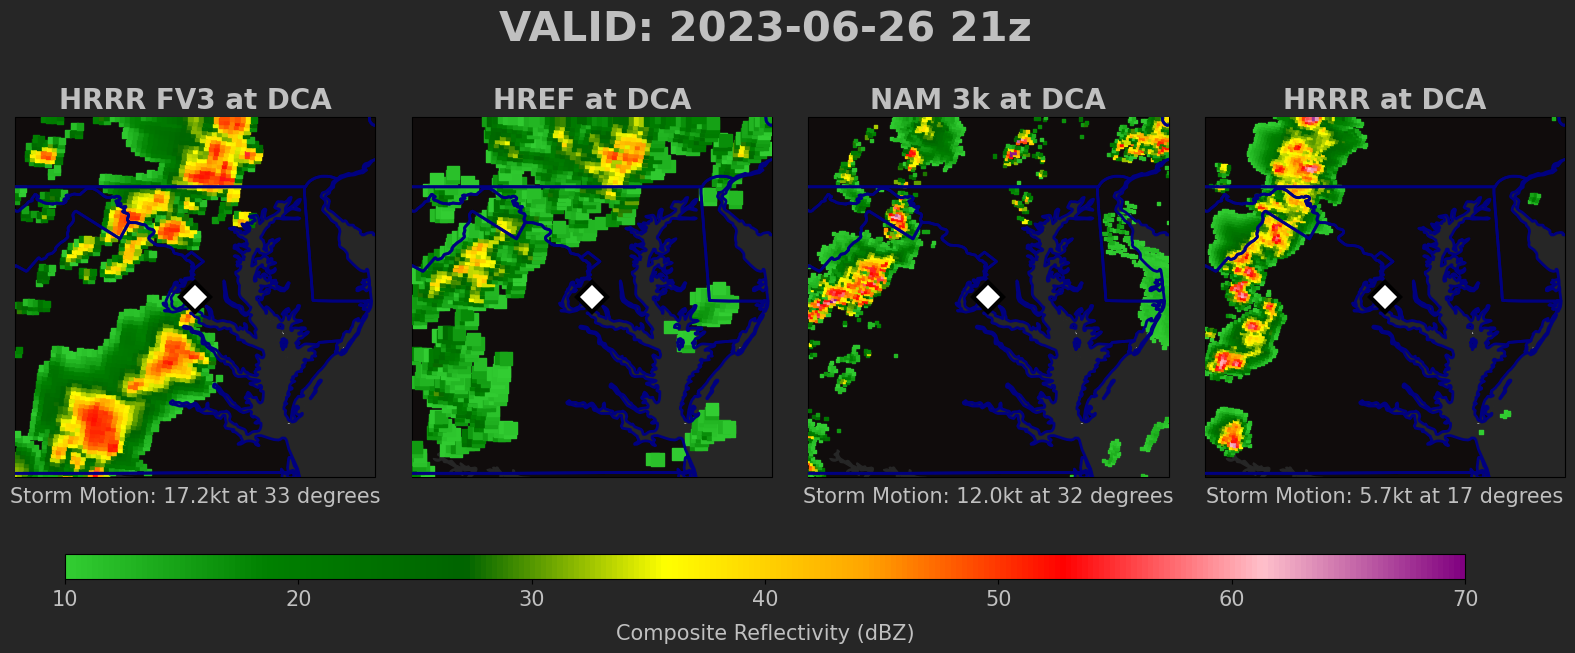 VALID: 2023-06-26 21z
HRRR FV3 at DCA
HREF at DCA
NAM 3k at DCA
HRRR at DCA
Storm Motion: 17.2kt at 33 degrees
Storm Motion: 12.0kt at 32 degrees
Storm Motion: 5.7kt at 17 degrees
10 20 30 40 50 60 70
Composite Reflectivity (dBZ)